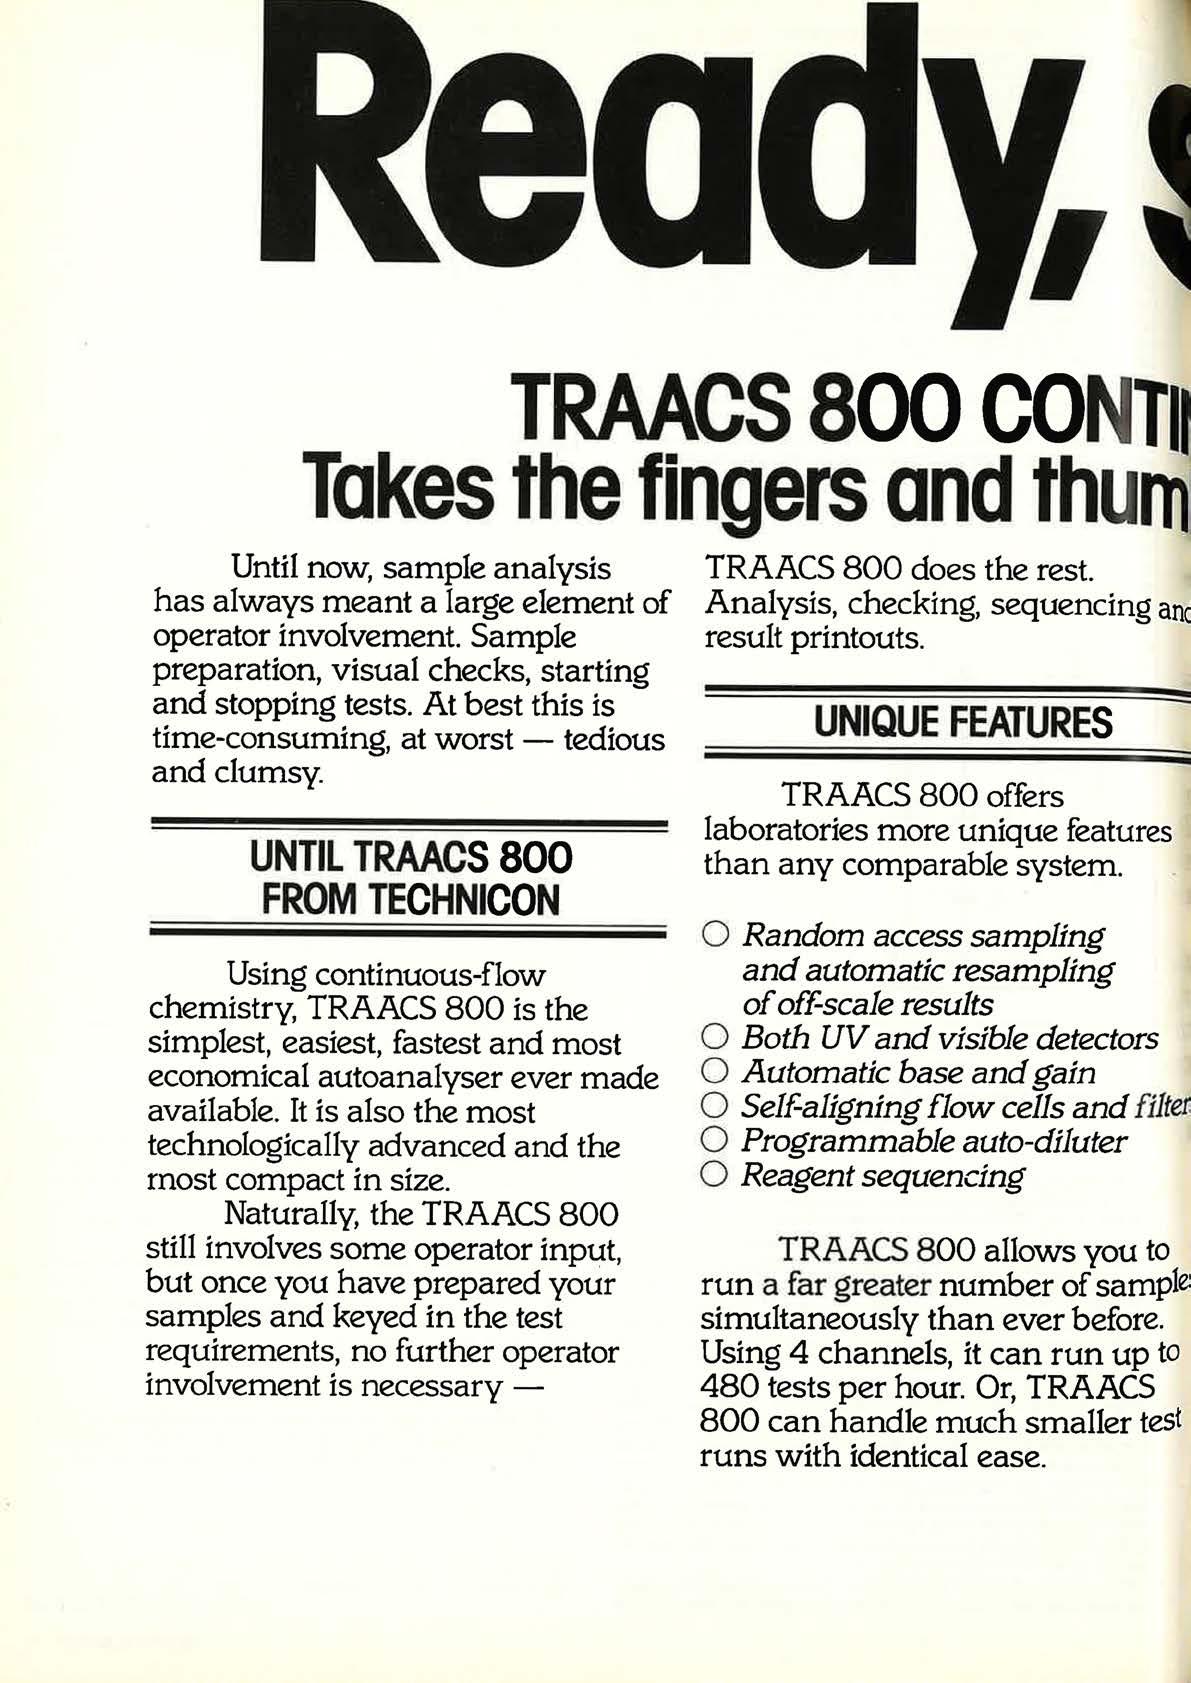 Ready,
TRAACS 800
Takes the fingers and
Until now, sample analysis
has always meant a large element of
operator involvement. Sample
preparation, visual checks, starting
and stopping tests. At best this is
time-consuming, at worst — tedious
and clumsy.
UNTIL TRAACS 800
FROM TECHNICON
Using continuous-flow
chemistry, TRAACS 800 is the
simplest, easiest, fastest and most
economical autoanalyser ever made
available. It is also the most
technologically advanced and the
most compact in size.
Naturally, the TRAACS 800
still involves some operator input,
but once you have prepared your
samples and keyed in the test
requirements, no further operator
involvement is necessary —
TRAACS 800 does the rest.
Analysis, checking, sequencing and
result printouts.
UNIQUE FEATURES
TRAACS 800 offers
laboratories more unique features
than any comparable system.
○ Random access sampling
and automatic resampling
of off-scale results
○ Both UV and visible detectors
○ Automatic base and gain
○ Self-aligning flow cells and filter
○ Programmable auto-diluter
○ Reagent sequencing
TRAACS 800 allows you to
run a far greater number of samples
simultaneously than ever before.
Using 4 channels, it can run up to
480 tests per hour. Or, TRAACS
800 can handle much smaller test
runs with identical ease.